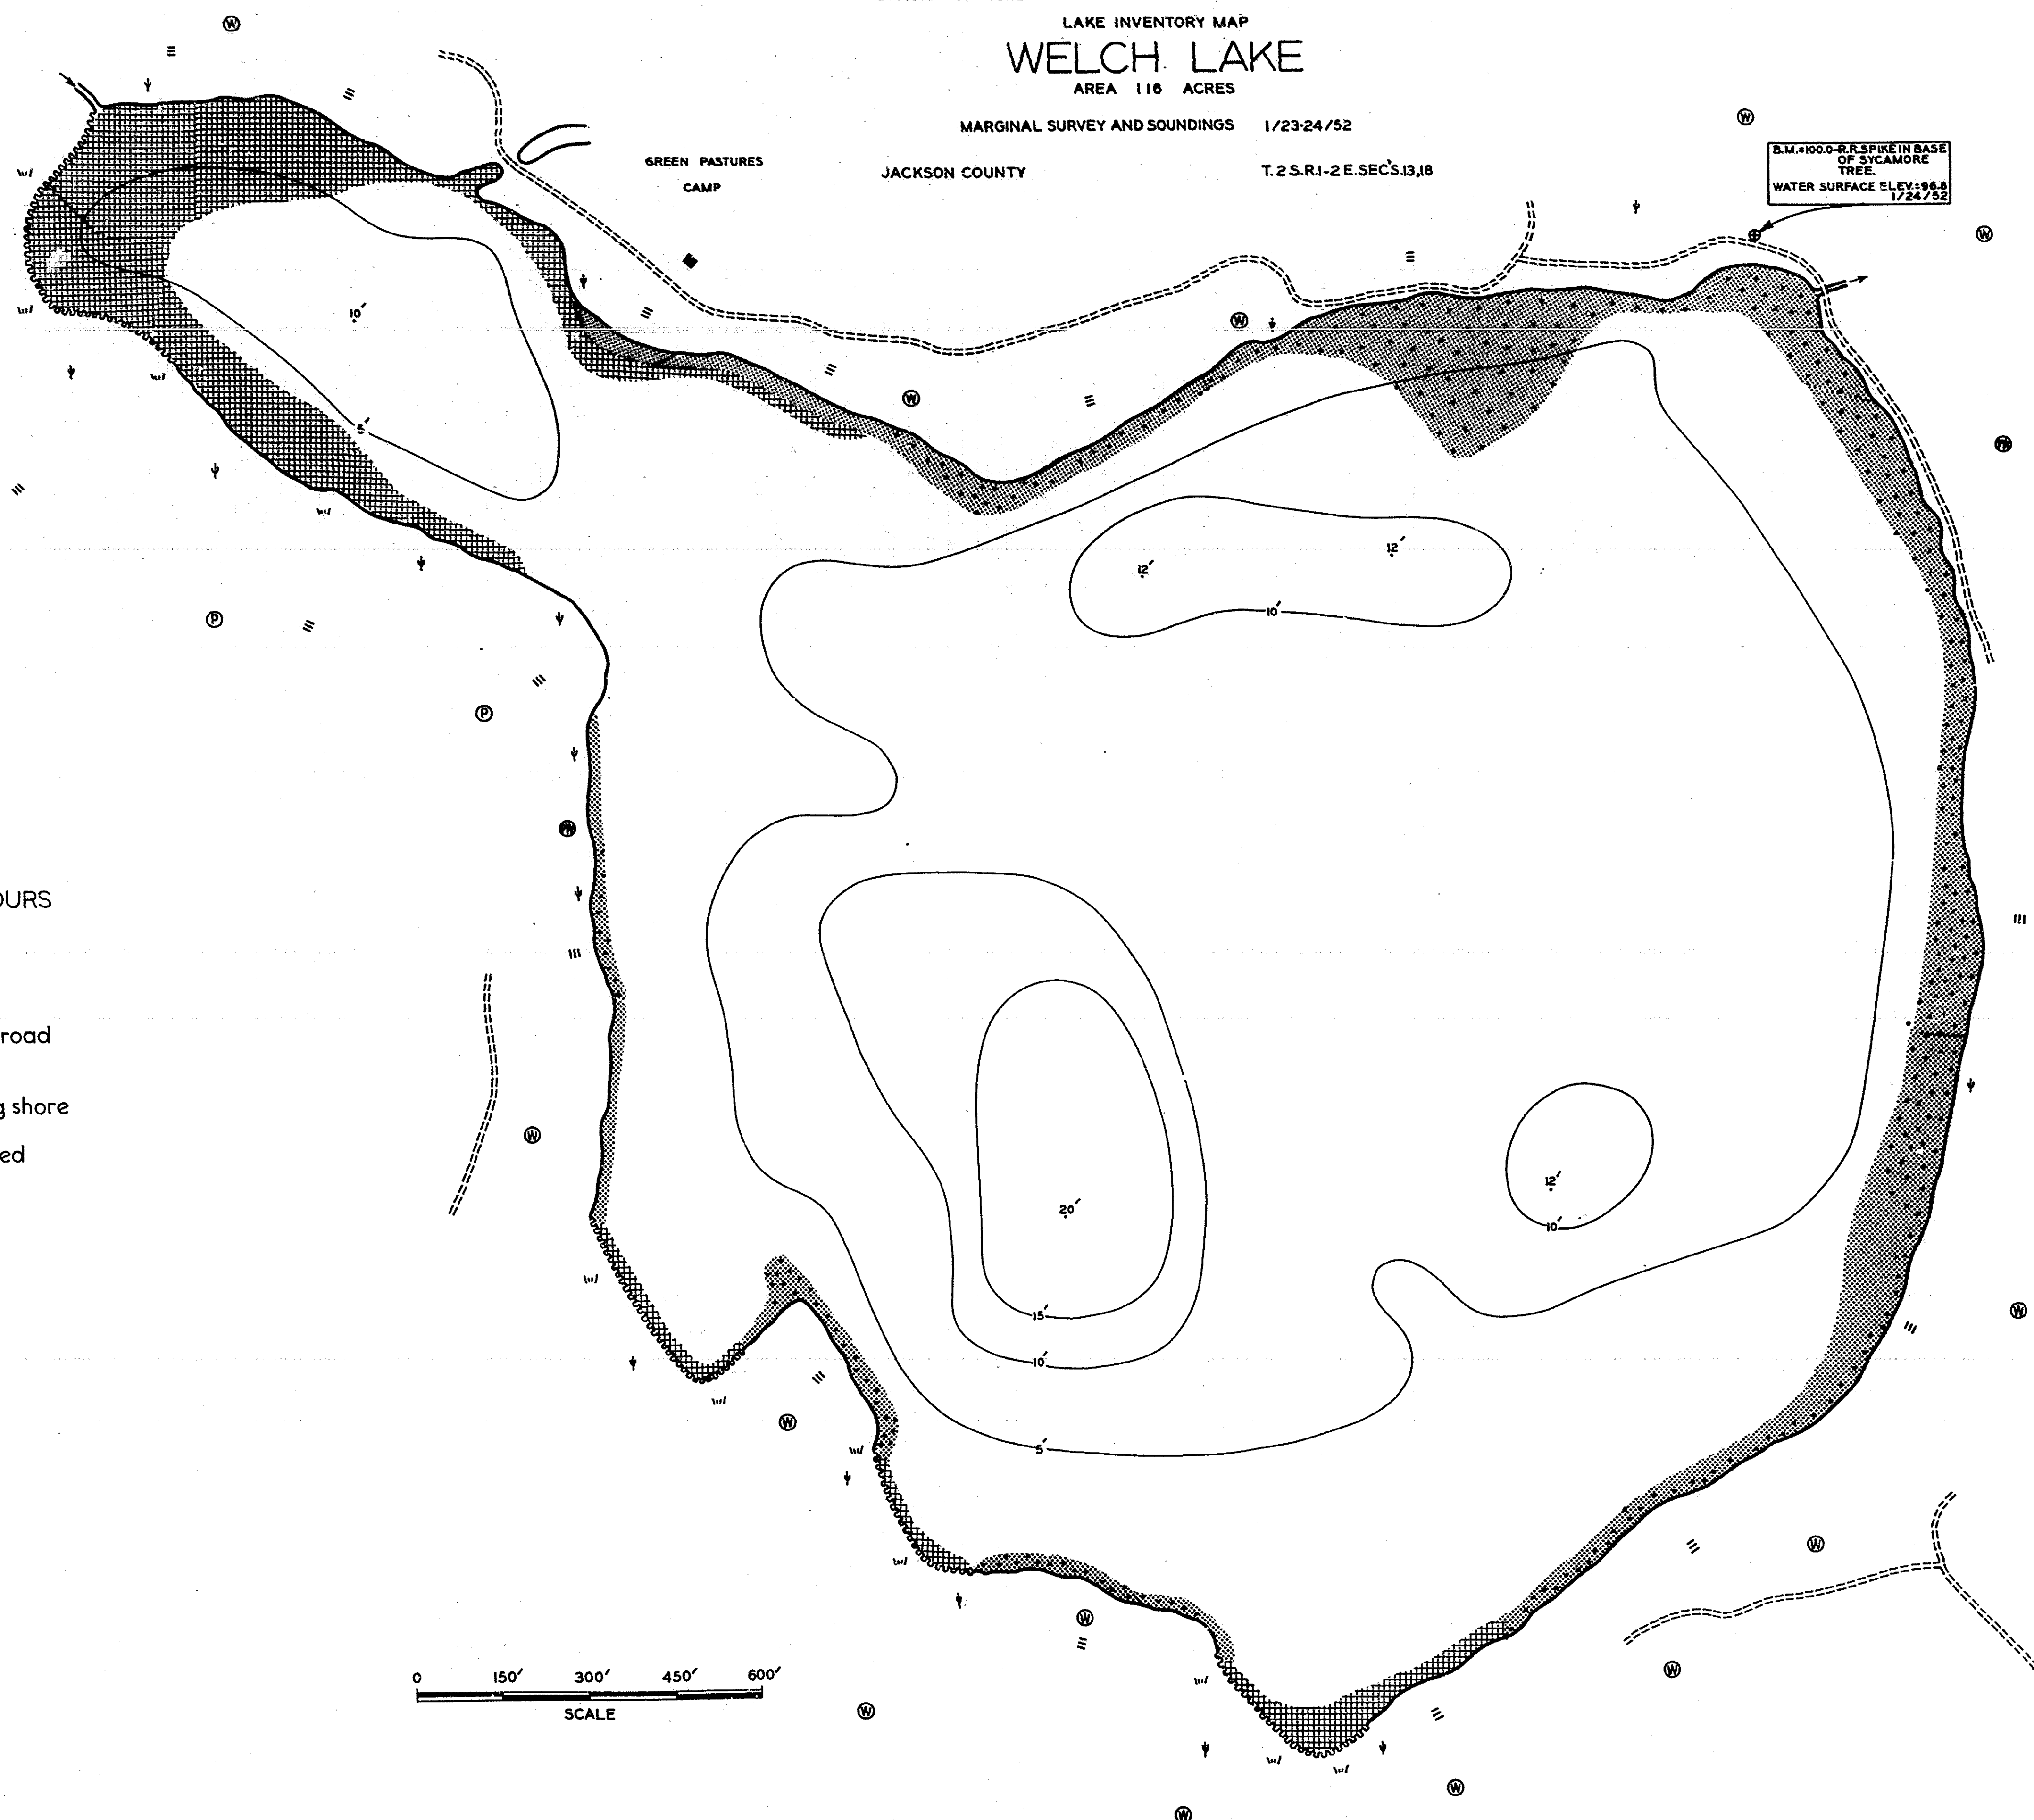 LAKE INVENTORY MAP
WELCH LAKE
AREA 116 ACRES
MARGINAL SURVEY AND SOUNDINGS 1/23-24/52
GREEN PASTURES
CAMP
JACKSON COUNTY
T. 2 S. R.1-2 E. SEC'S.13,18
B.M.=100.0-R.R.SPIKE IN BASE
OF SYCAMORE
TREE.
WATER SURFACE ELEV.=96.8
1/24/52
W
W
W
10'
W
5'
W
PW
12'
12'
10'
P
P
PW
OURS
road
g shore
ed
W
20'
12'
10'
15'
10'
5'
W
W
W
W
W
0 150' 300' 450' 600'
SCALE
W
W
W